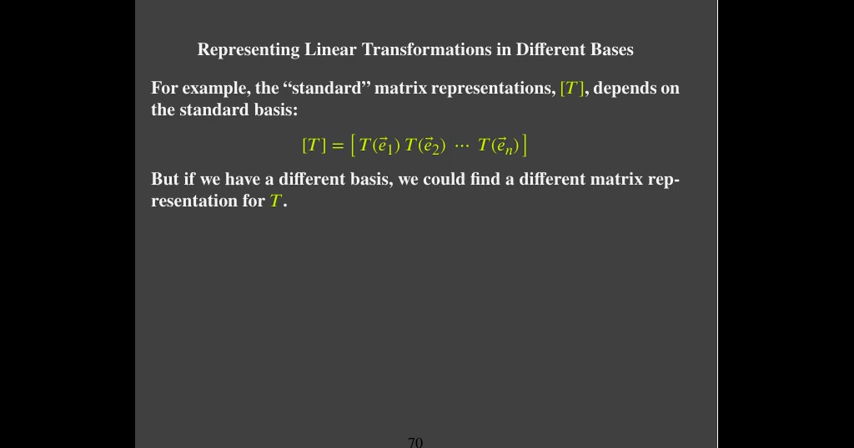 Representing Linear Transformations in Different Bases
For example, the “standard” matrix representations, [T], depends on
the standard basis:
[T] = [ T(e⃗₁) T(e⃗₂) ⋯ T(e⃗ₙ) ]
But if we have a different basis, we could find a different matrix rep-
resentation for T.
70